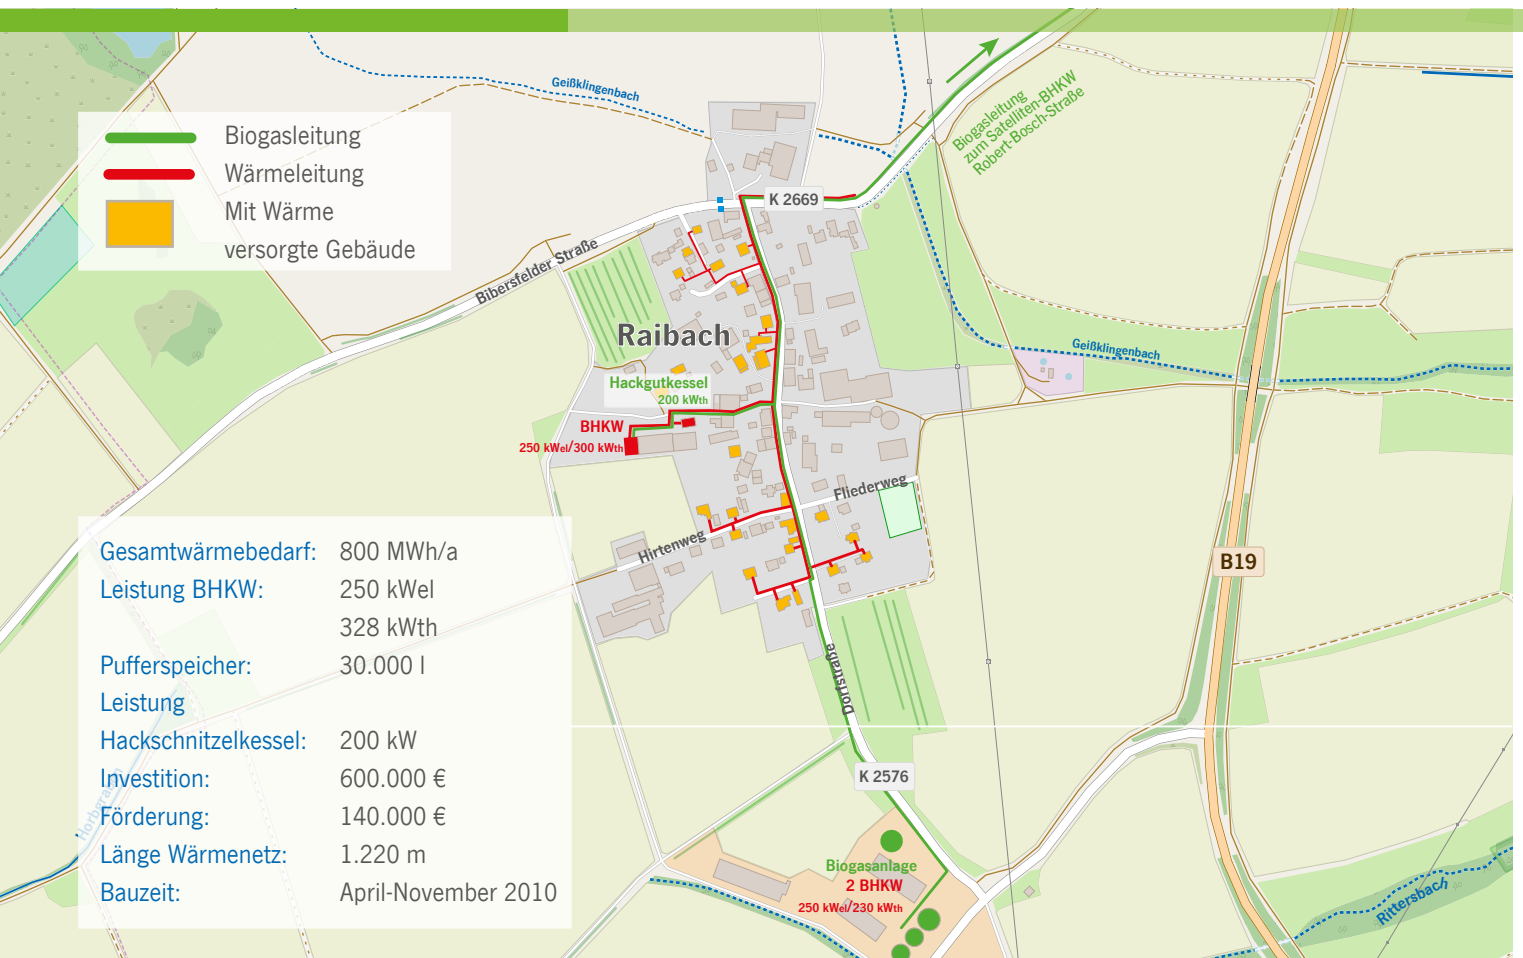 Geißklingenbach
Biogasleitung
zum Satelliten-BHKW
Robert-Bosch-Straße
Biogasleitung
Wärmeleitung
Mit Wärme
versorgte Gebäude
K 2669
Bibersfelder Straße
Raibach
Geißklingenbach
Hackgutkessel
200 kWth
BHKW
250 kWel/300 kWth
Fliederweg
Hirtenweg
B19
Gesamtwärmebedarf: 800 MWh/a
Leistung BHKW: 250 kWel
328 kWth
Pufferspeicher: 30.000 l
Leistung
Hackschnitzelkessel: 200 kW
Investition: 600.000 €
Förderung: 140.000 €
Länge Wärmenetz: 1.220 m
Bauzeit: April-November 2010
Dorfstraße
K 2576
Horbgraben
Biogasanlage
2 BHKW
250 kWel/230 kWth
Rittersbach